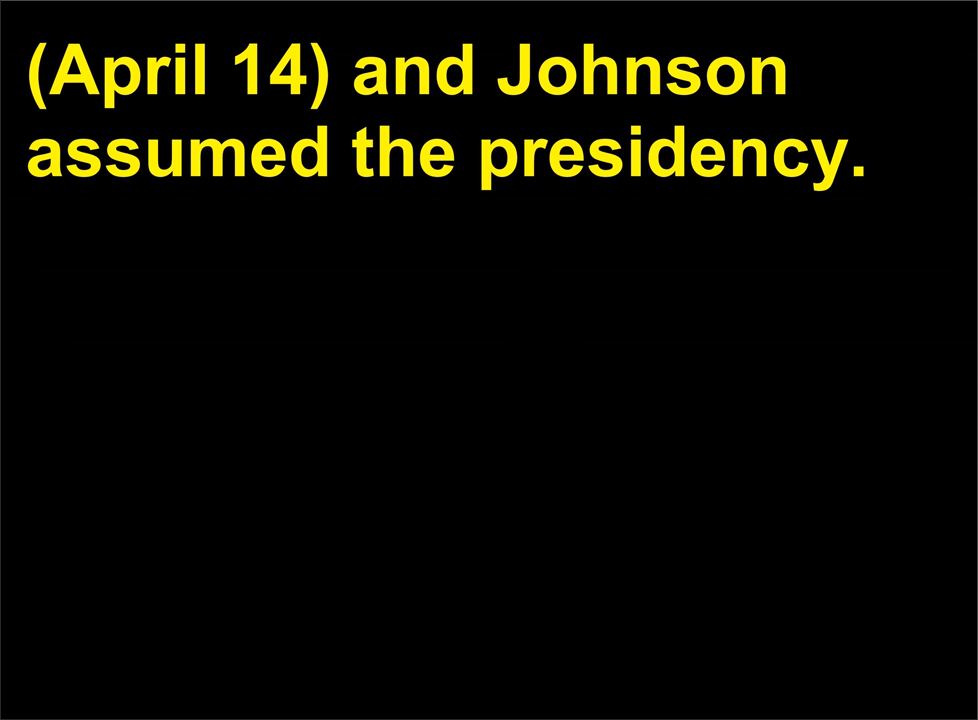 (April 14) and Johnson
assumed the presidency.